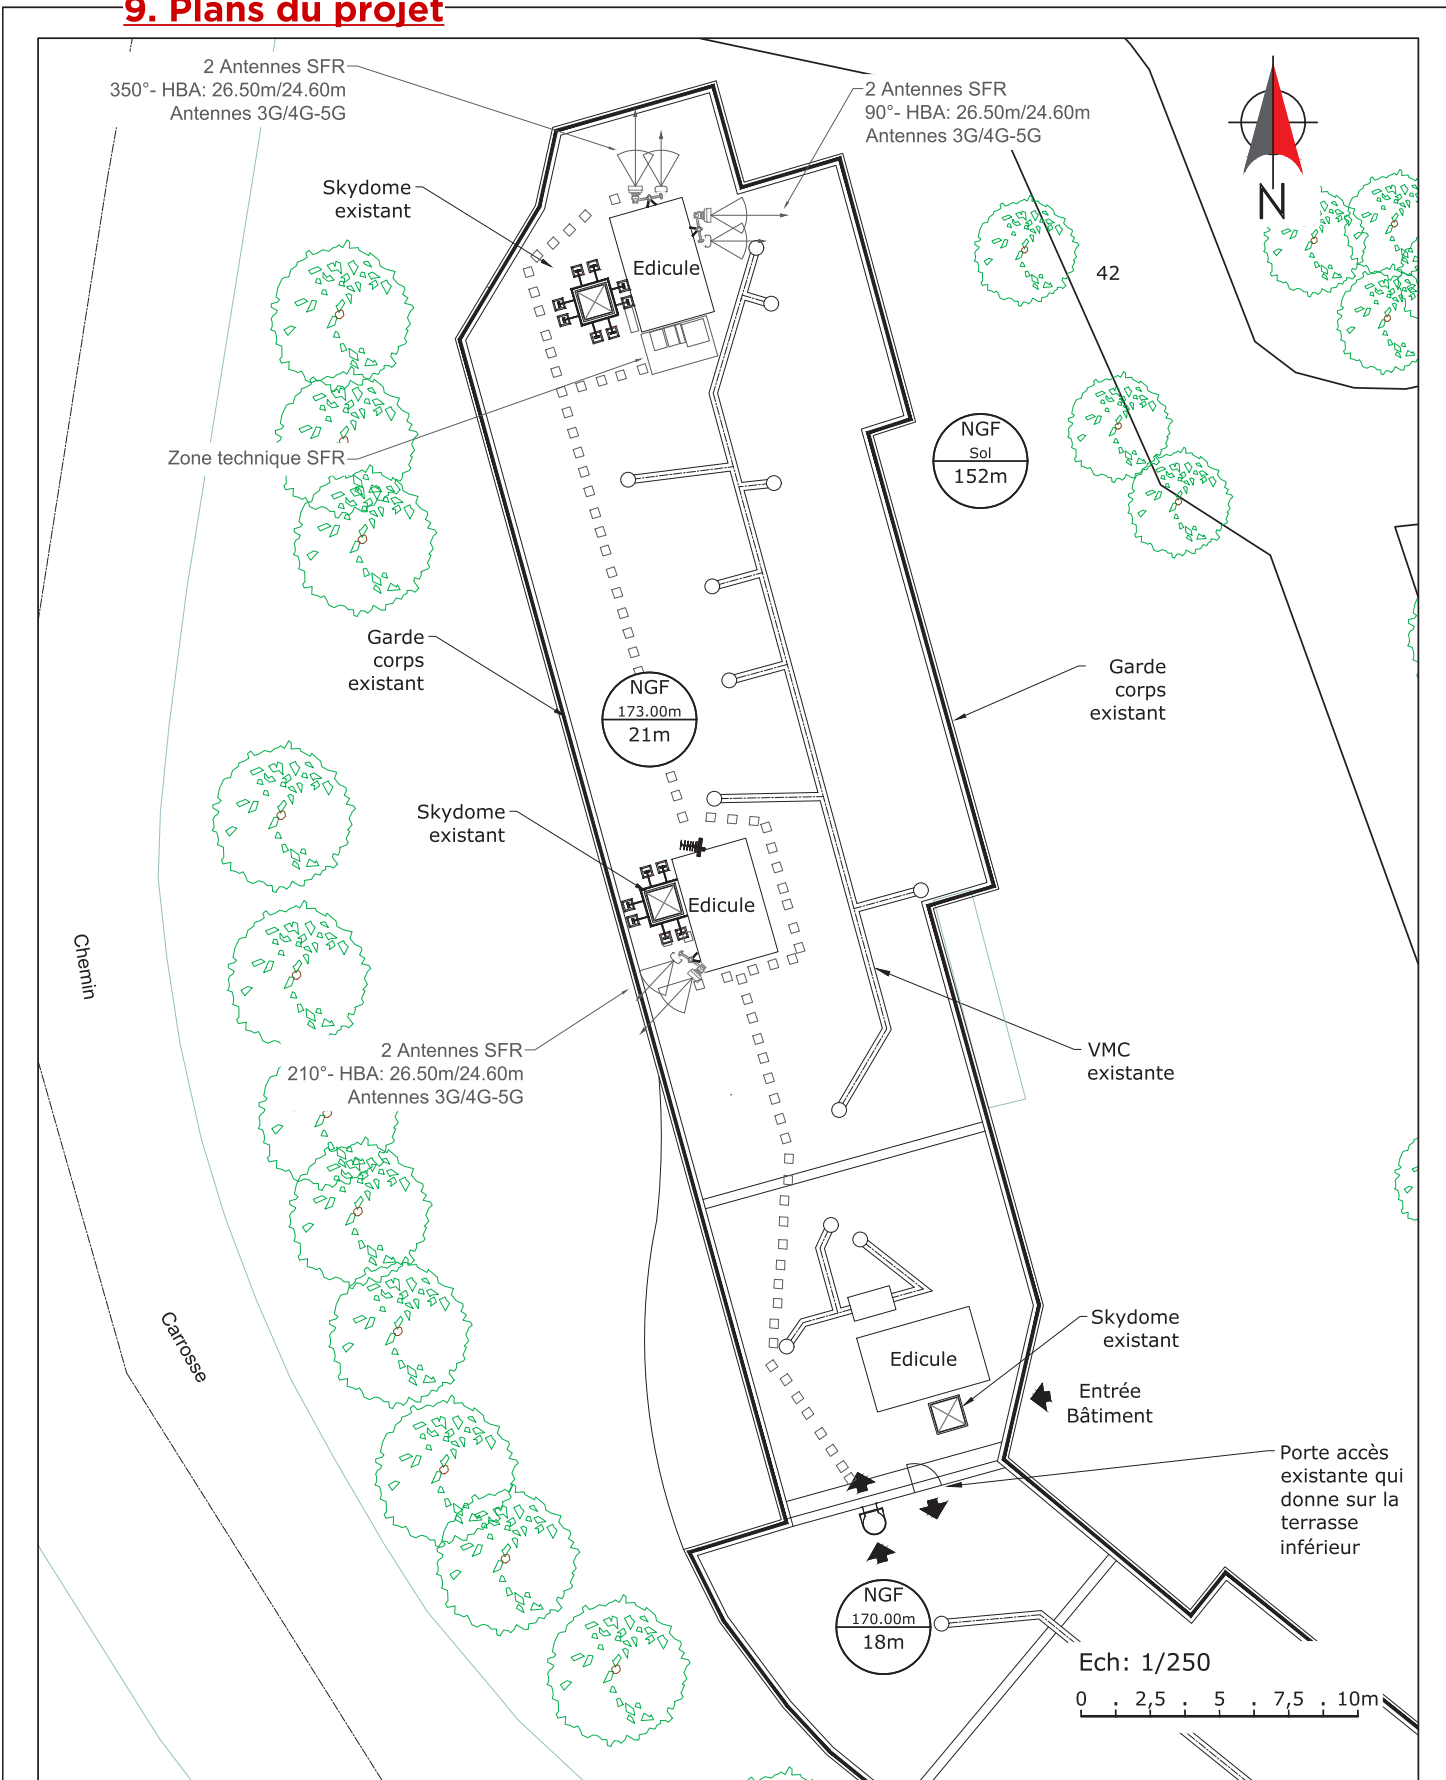 9. Plans du projet
2 Antennes SFR
350°- HBA: 26.50m/24.60m
Antennes 3G/4G-5G
2 Antennes SFR
90°- HBA: 26.50m/24.60m
Antennes 3G/4G-5G
N
Skydome
existant
Edicule
42
NGF
Sol
152m
Zone technique SFR
Garde
corps
existant
Garde
corps
existant
NGF
173.00m
21m
Skydome
existant
Edicule
Chemin
2 Antennes SFR
210°- HBA: 26.50m/24.60m
Antennes 3G/4G-5G
VMC
existante
Carrosse
Skydome
existant
Edicule
Entrée
Bâtiment
Porte accès
existante qui
donne sur la
terrasse
inférieur
NGF
170.00m
18m
Ech: 1/250
0 2,5 5 7,5 10m